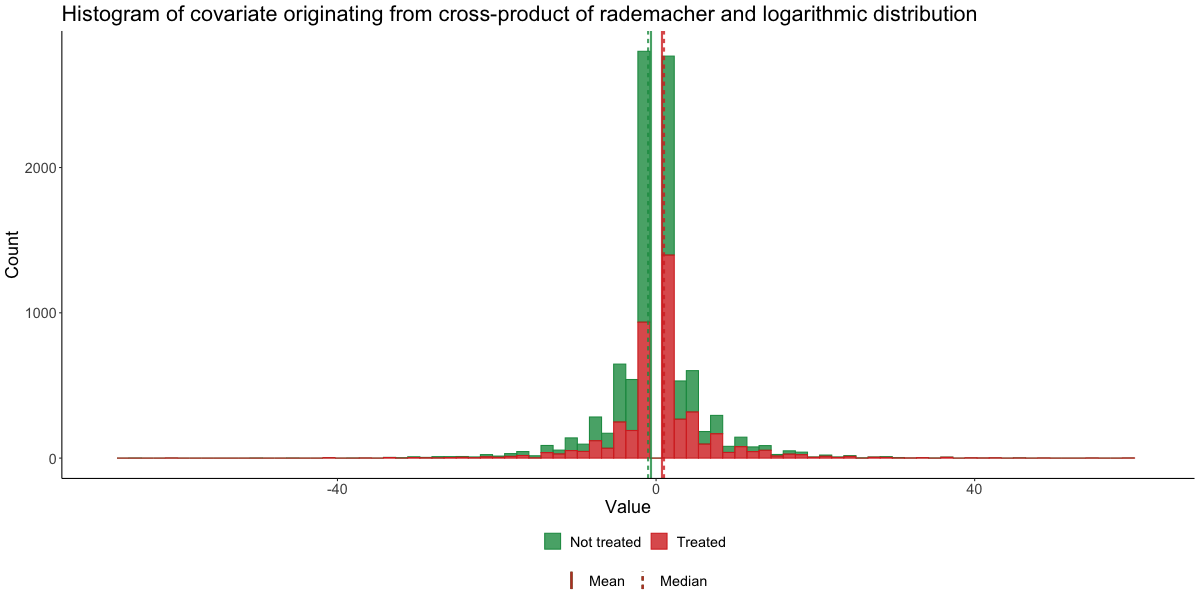 Histogram of covariate originating from cross-product of rademacher and logarithmic distribution
Count
2000
1000
0
-40 0 40
Value
Not treated Treated
Mean Median